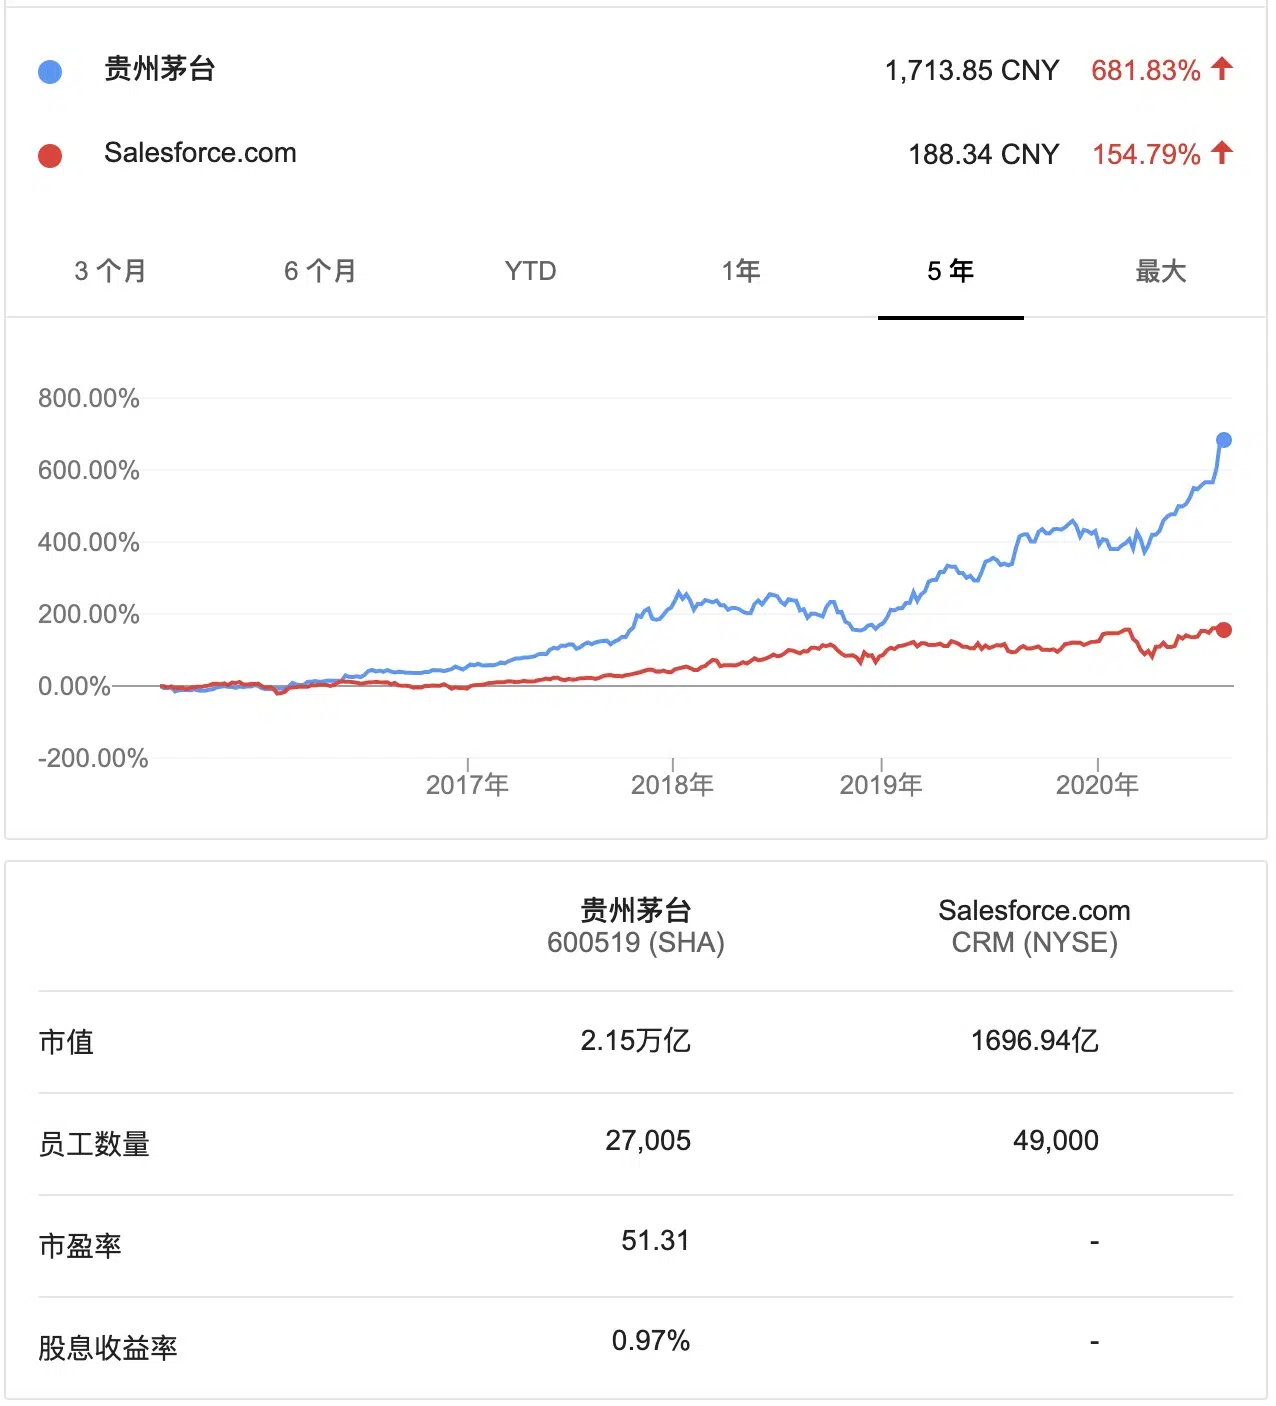 贵州茅台 1,713.85 CNY 681.83%
Salesforce.com 188.34 CNY 154.79%
3 个月 6 个月 YTD 1年 5 年 最大
800.00%
600.00%
400.00%
200.00%
0.00%
-200.00%
2017年 2018年 2019年 2020年
贵州茅台 Salesforce.com
600519 (SHA) CRM (NYSE)
市值 2.15万亿 1696.94亿
员工数量 27,005 49,000
市盈率 51.31 -
股息收益率 0.97% -